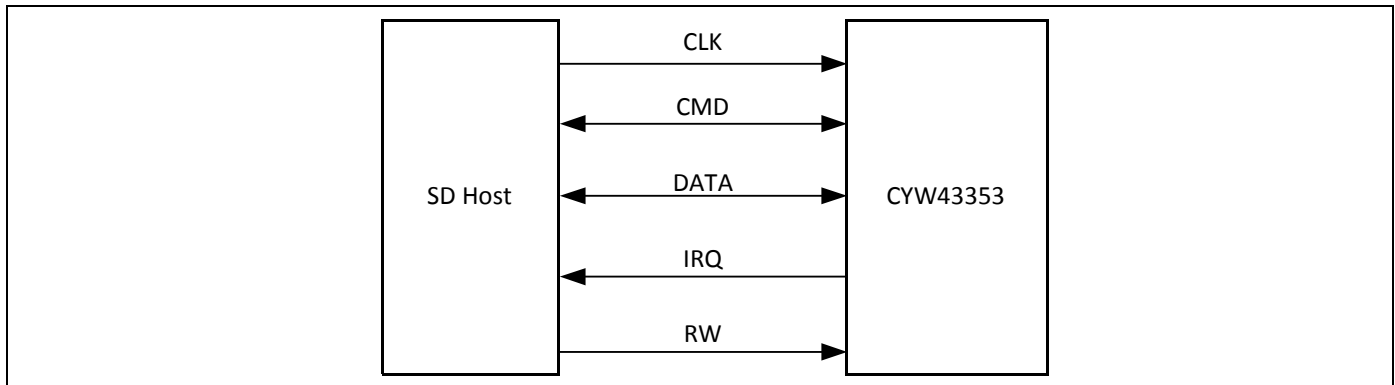 CLK
CMD
SD Host
DATA
CYW43353
IRQ
RW